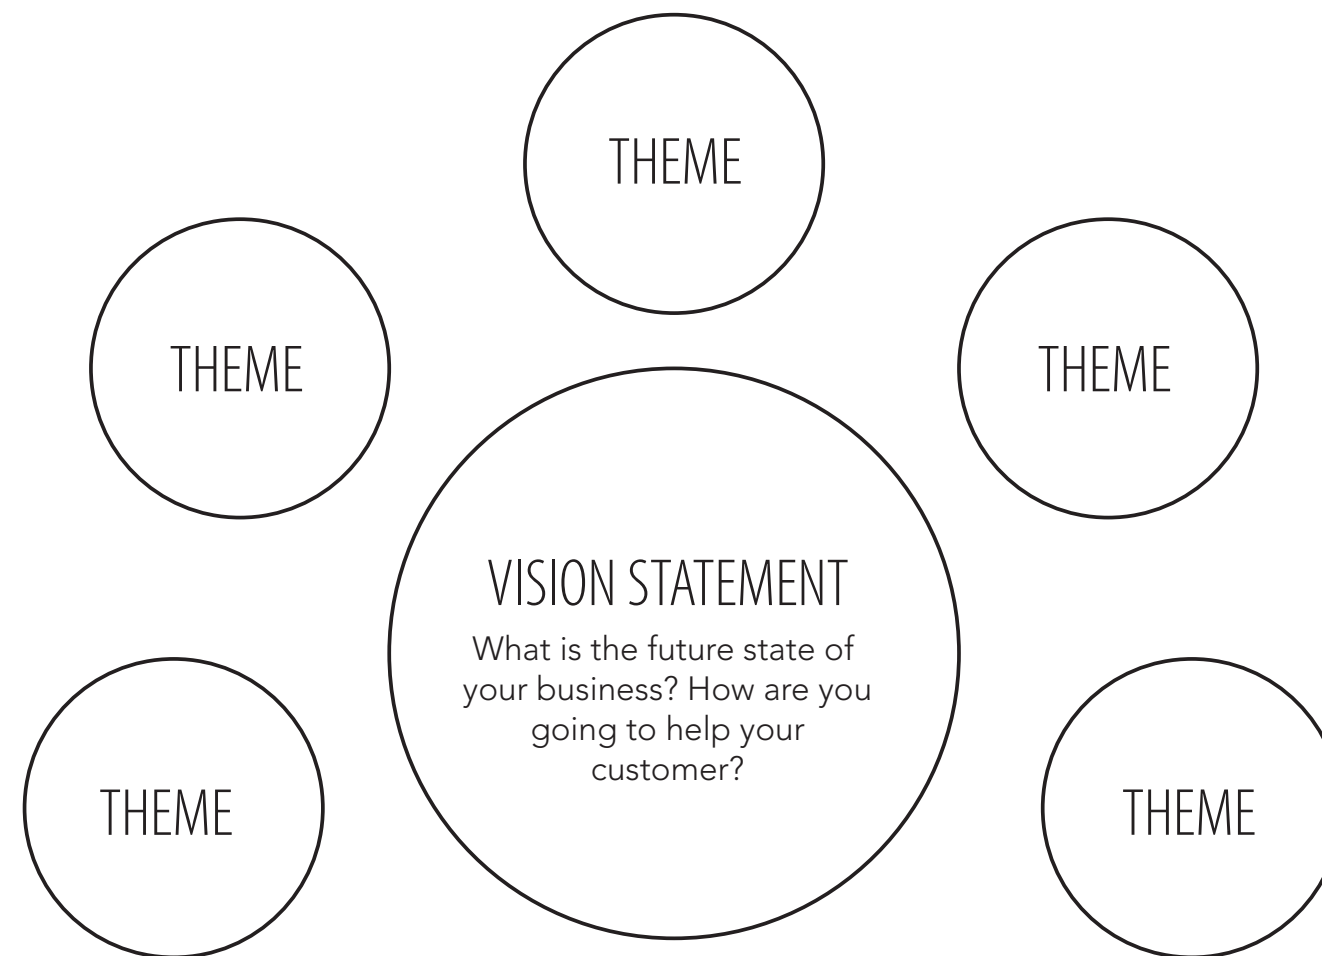 THEME
THEME
THEME
VISION STATEMENT
What is the future state of
your business? How are you
going to help your
customer?
THEME
THEME